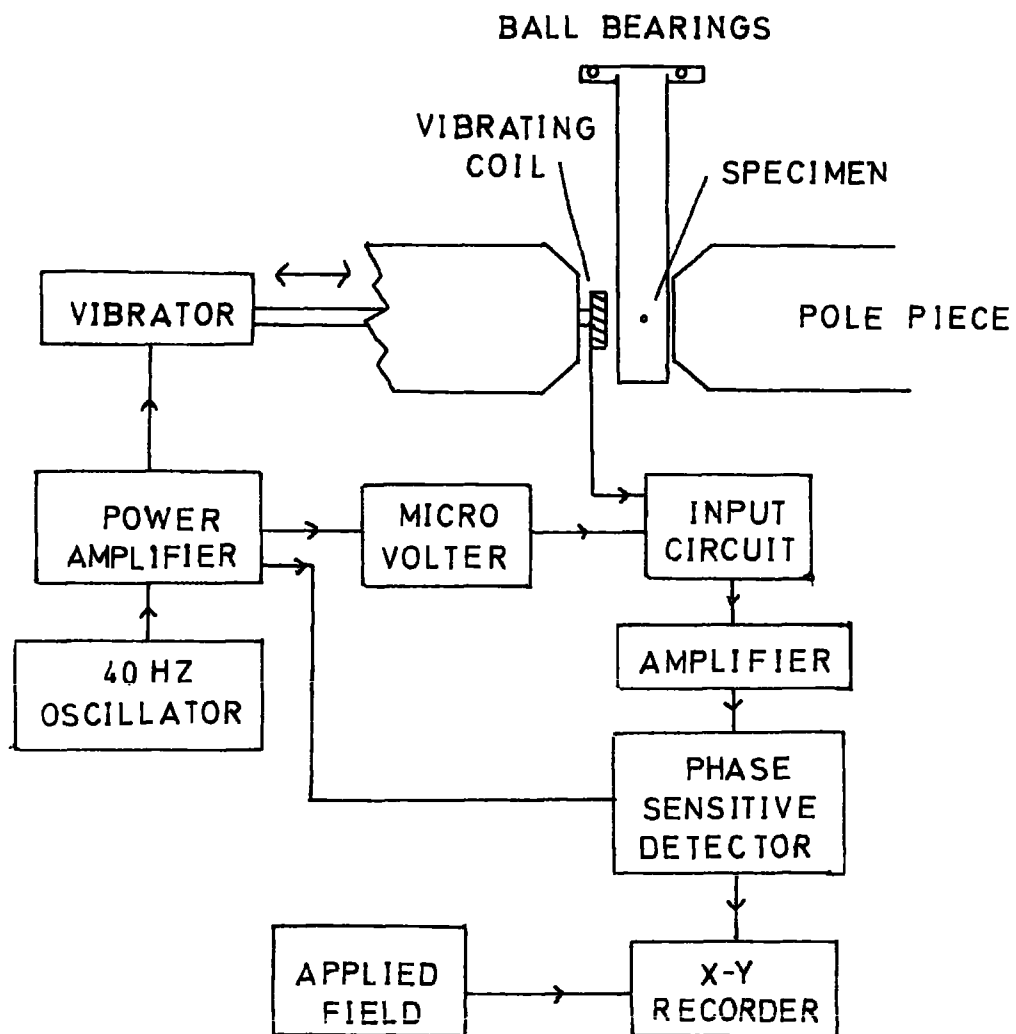 BALL BEARINGS
VIBRATING
COIL
SPECIMEN
VIBRATOR
POLE PIECE
POWER
AMPLIFIER
MICRO
VOLTER
INPUT
CIRCUIT
40 HZ
OSCILLATOR
AMPLIFIER
PHASE
SENSITIVE
DETECTOR
APPLIED
FIELD
X-Y
RECORDER